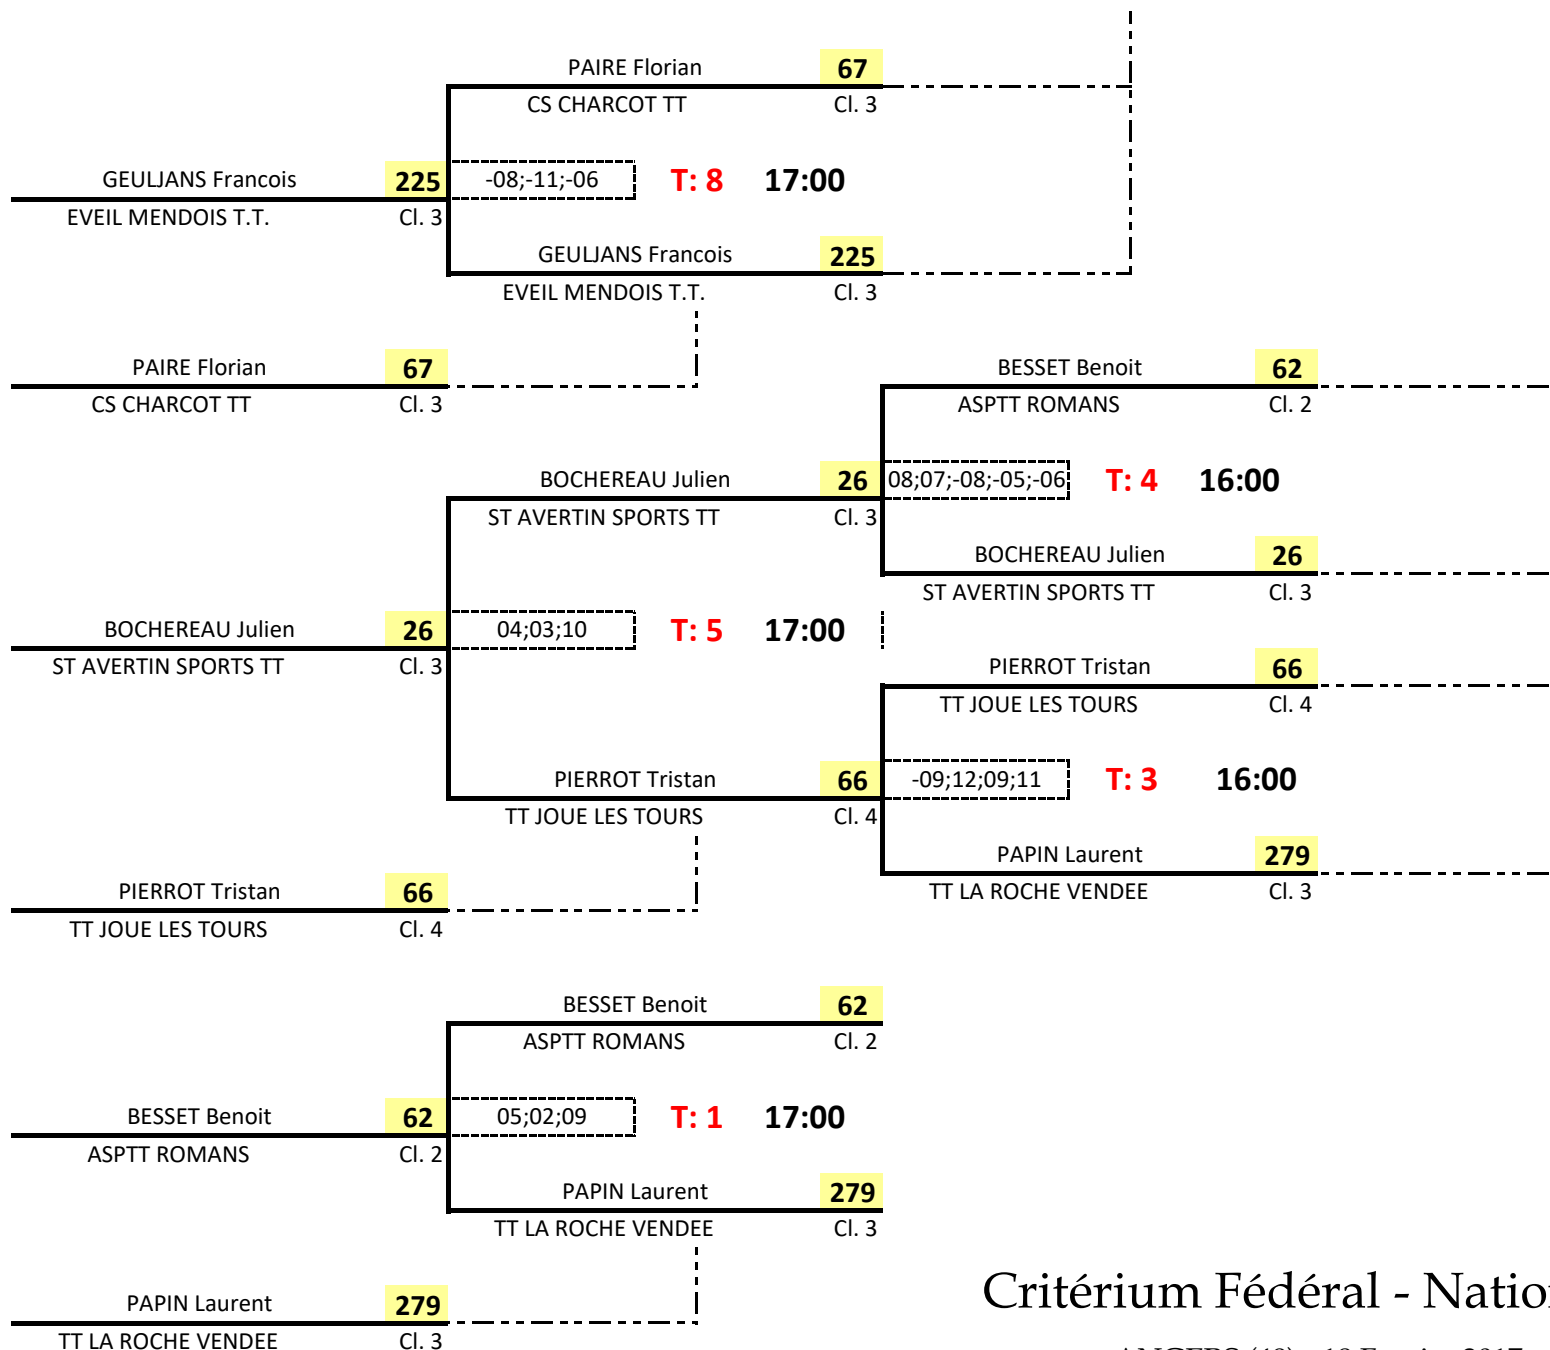 PAIRE Florian 67
CS CHARCOT TT Cl. 3
GEULJANS Francois 225 -08;-11;-06 T: 8 17:00
EVEIL MENDOIS T.T. Cl. 3
GEULJANS Francois 225
EVEIL MENDOIS T.T. Cl. 3
PAIRE Florian 67 BESSET Benoit 62
CS CHARCOT TT Cl. 3 ASPTT ROMANS Cl. 2
BOCHEREAU Julien 26 08;07;-08;-05;-06 T: 4 16:00
ST AVERTIN SPORTS TT Cl. 3
BOCHEREAU Julien 26
ST AVERTIN SPORTS TT Cl. 3
BOCHEREAU Julien 26 04;03;10 T: 5 17:00
ST AVERTIN SPORTS TT Cl. 3 PIERROT Tristan 66
TT JOUE LES TOURS Cl. 4
PIERROT Tristan 66 -09;12;09;11 T: 3 16:00
TT JOUE LES TOURS Cl. 4
PAPIN Laurent 279
PIERROT Tristan 66 TT LA ROCHE VENDEE Cl. 3
TT JOUE LES TOURS Cl. 4
BESSET Benoit 62
ASPTT ROMANS Cl. 2
BESSET Benoit 62 05;02;09 T: 1 17:00
ASPTT ROMANS Cl. 2
PAPIN Laurent 279
TT LA ROCHE VENDEE Cl. 3
Critérium Fédéral - Natio
PAPIN Laurent 279
TT LA ROCHE VENDEE Cl. 3